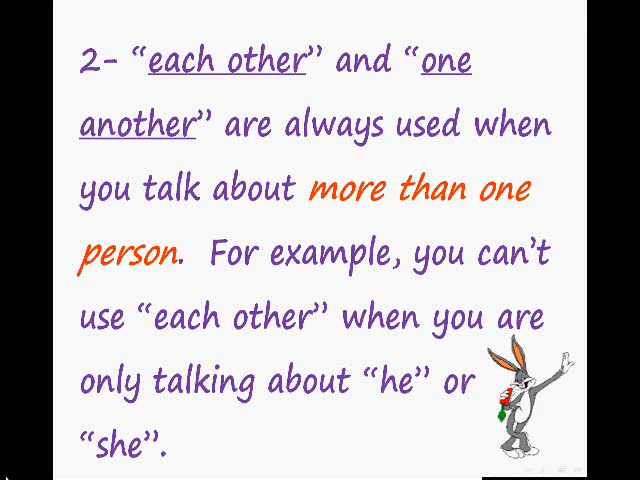 2- “each other” and “one
another” are always used when
you talk about more than one
person.  For example, you can’t
use “each other” when you are
only talking about “he” or
“she”.